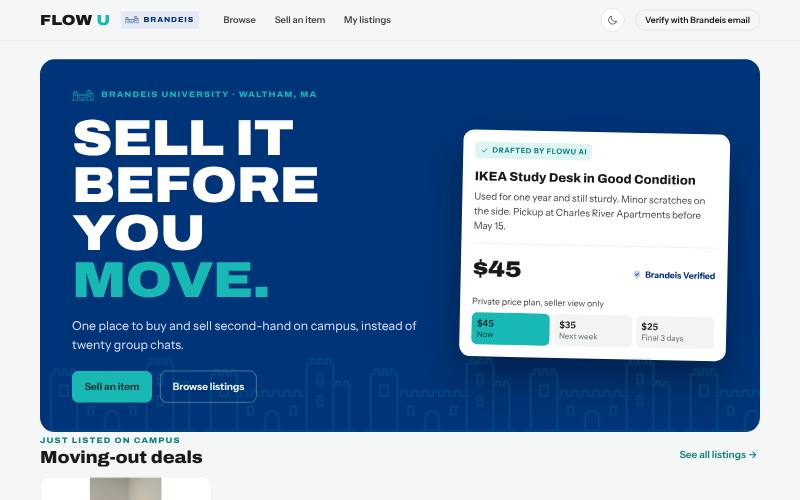 FLOW U
BRANDEIS
Browse
Sell an item
My listings
Verify with Brandeis email
BRANDEIS UNIVERSITY · WALTHAM, MA
SELL IT
BEFORE
YOU
MOVE.
One place to buy and sell second-hand on campus, instead of
twenty group chats.
Sell an item
Browse listings
DRAFTED BY FLOWU AI
IKEA Study Desk in Good Condition
Used for one year and still sturdy. Minor scratches on
the side. Pickup at Charles River Apartments before
May 15.
$45
Brandeis Verified
Private price plan, seller view only
$45
Now
$35
Next week
$25
Final 3 days
JUST LISTED ON CAMPUS
Moving-out deals
See all listings →